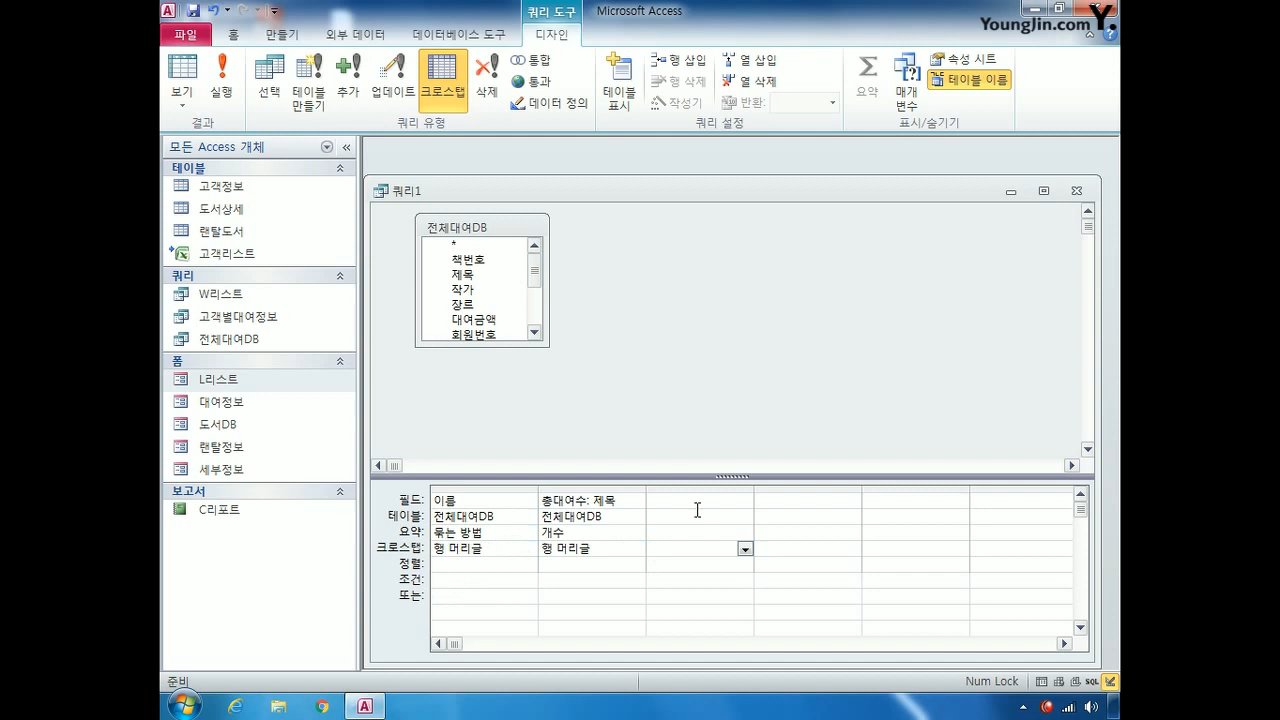 쿼리 도구
Microsoft Access
YoungJin.com Y.
파일
홈
만들기
외부 데이터
데이터베이스 도구
디자인
보기
실행
결과
선택
테이블 만들기
추가
업데이트
크로스탭
삭제
통합
통과
데이터 정의
쿼리 유형
테이블 표시
행 삽입
행 삭제
작성기
열 삽입
열 삭제
반환:
쿼리 설정
요약
매개 변수
속성 시트
테이블 이름
표시/숨기기
모든 Access 개체
테이블
고객정보
도서상세
랜탈도서
고객리스트
쿼리
W리스트
고객별대여정보
전체대여DB
폼
L리스트
대여정보
도서DB
랜탈정보
세부정보
보고서
C리포트
쿼리1
전체대여DB
*
책번호
제목
작가
장르
대여금액
회원번호
필드: 이름 총대여수: 제목
테이블: 전체대여DB 전체대여DB
요약: 묶는 방법 개수
크로스탭: 행 머리글 행 머리글
정렬:
조건:
또는:
준비
Num Lock
SQL